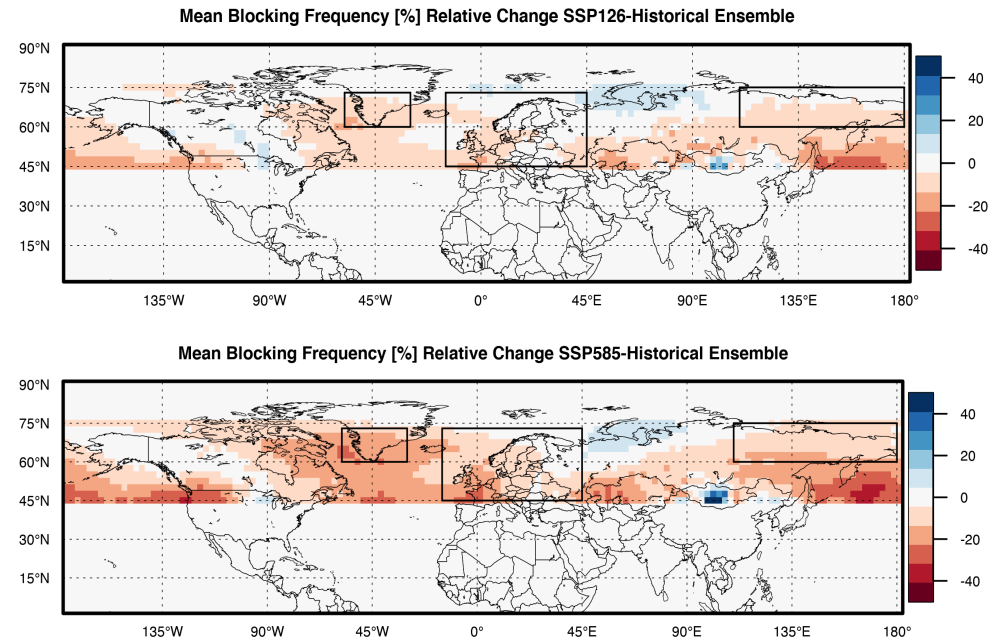 Mean Blocking Frequency [%] Relative Change SSP126-Historical Ensemble
90°N
75°N
60°N
45°N
30°N
15°N
135°W 90°W 45°W 0° 45°E 90°E 135°E 180°
40
20
0
-20
-40
Mean Blocking Frequency [%] Relative Change SSP585-Historical Ensemble
90°N
75°N
60°N
45°N
30°N
15°N
135°W 90°W 45°W 0° 45°E 90°E 135°E 180°
40
20
0
-20
-40